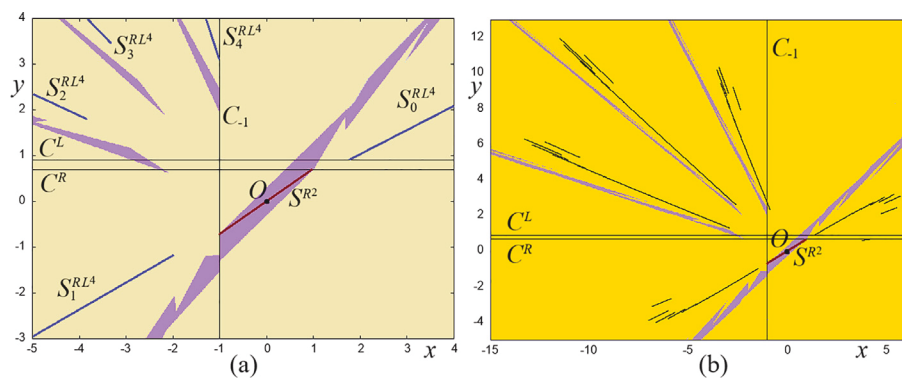 4
3
2
1
0
-1
-2
-3
y
S_3^{RL^4}
S_4^{RL^4}
S_2^{RL^4}
C_{-1}
S_0^{RL^4}
C^L
C^R
O
S^{R^2}
S_1^{RL^4}
-5 -4 -3 -2 -1 0 1 2 3 4
x
(a)
12
10
8
6
4
2
0
-2
-4
y
C_{-1}
C^L
C^R
O
S^{R^2}
-15 -10 -5 0 5
x
(b)